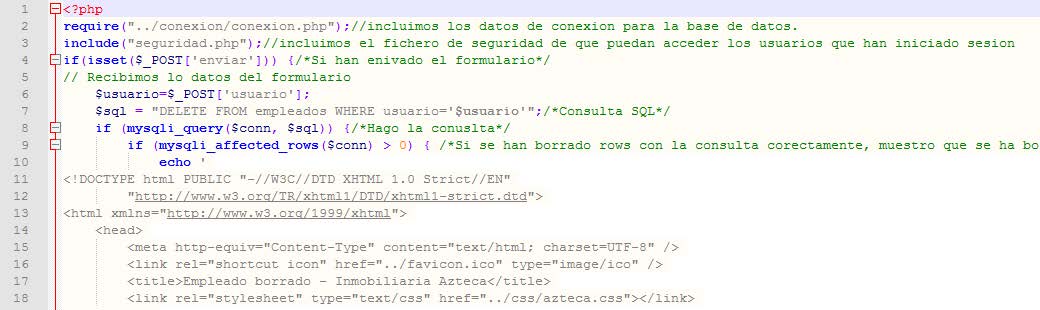 1 <?php
2 require("../conexion/conexion.php");//incluimos los datos de conexion para la base de datos.
3 include("seguridad.php");//incluimos el fichero de seguridad de que puedan acceder los usuarios que han iniciado sesion
4 if(isset($_POST['enviar'])) {/*Si han enivado el formulario*/
5 // Recibimos lo datos del formulario
6 $usuario=$_POST['usuario'];
7 $sql = "DELETE FROM empleados WHERE usuario='$usuario'";/*Consulta SQL*/
8 if (mysqli_query($conn, $sql)) {/*Hago la conuslta*/
9 if (mysqli_affected_rows($conn) > 0) { /*Si se han borrado rows con la consulta corectamente, muestro que se ha bo
10 echo '
11 <!DOCTYPE html PUBLIC "-//W3C//DTD XHTML 1.0 Strict//EN"
12 "http://www.w3.org/TR/xhtml1/DTD/xhtml1-strict.dtd">
13 <html xmlns="http://www.w3.org/1999/xhtml">
14 <head>
15 <meta http-equiv="Content-Type" content="text/html; charset=UTF-8" />
16 <link rel="shortcut icon" href="../favicon.ico" type="image/ico" />
17 <title>Empleado borrado - Inmobiliaria Azteca</title>
18 <link rel="stylesheet" type="text/css" href="../css/azteca.css"></link>